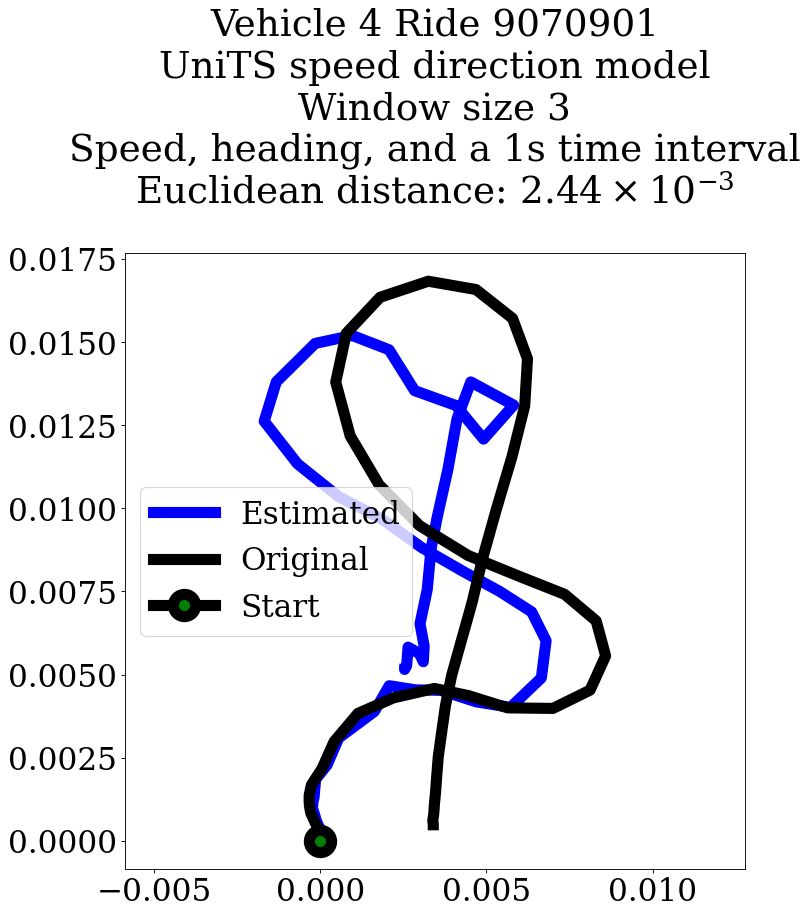 Vehicle 4 Ride 9070901
UniTS speed direction model
Window size 3
Speed, heading, and a 1s time interval
Euclidean distance: 2.44 × 10⁻³
0.0175
0.0150
0.0125
0.0100
0.0075
0.0050
0.0025
0.0000
Estimated
Original
Start
−0.005 0.000 0.005 0.010